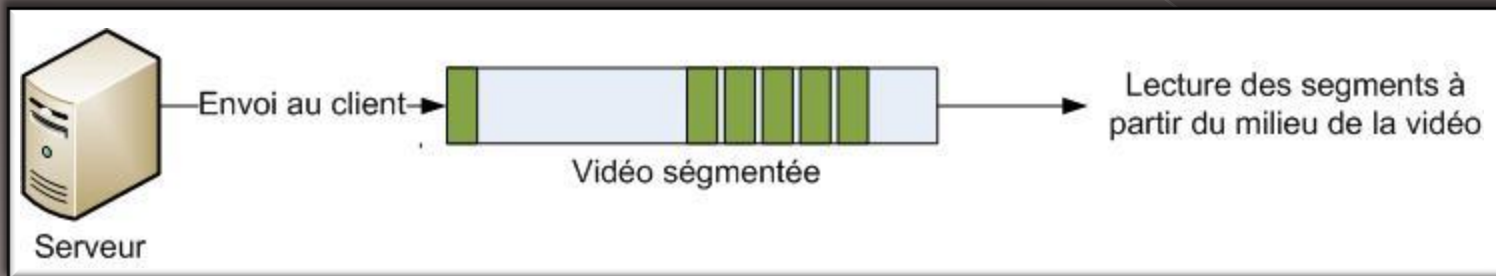 Envoi au client
Lecture des segments à
partir du milieu de la vidéo
Vidéo ségmentée
Serveur